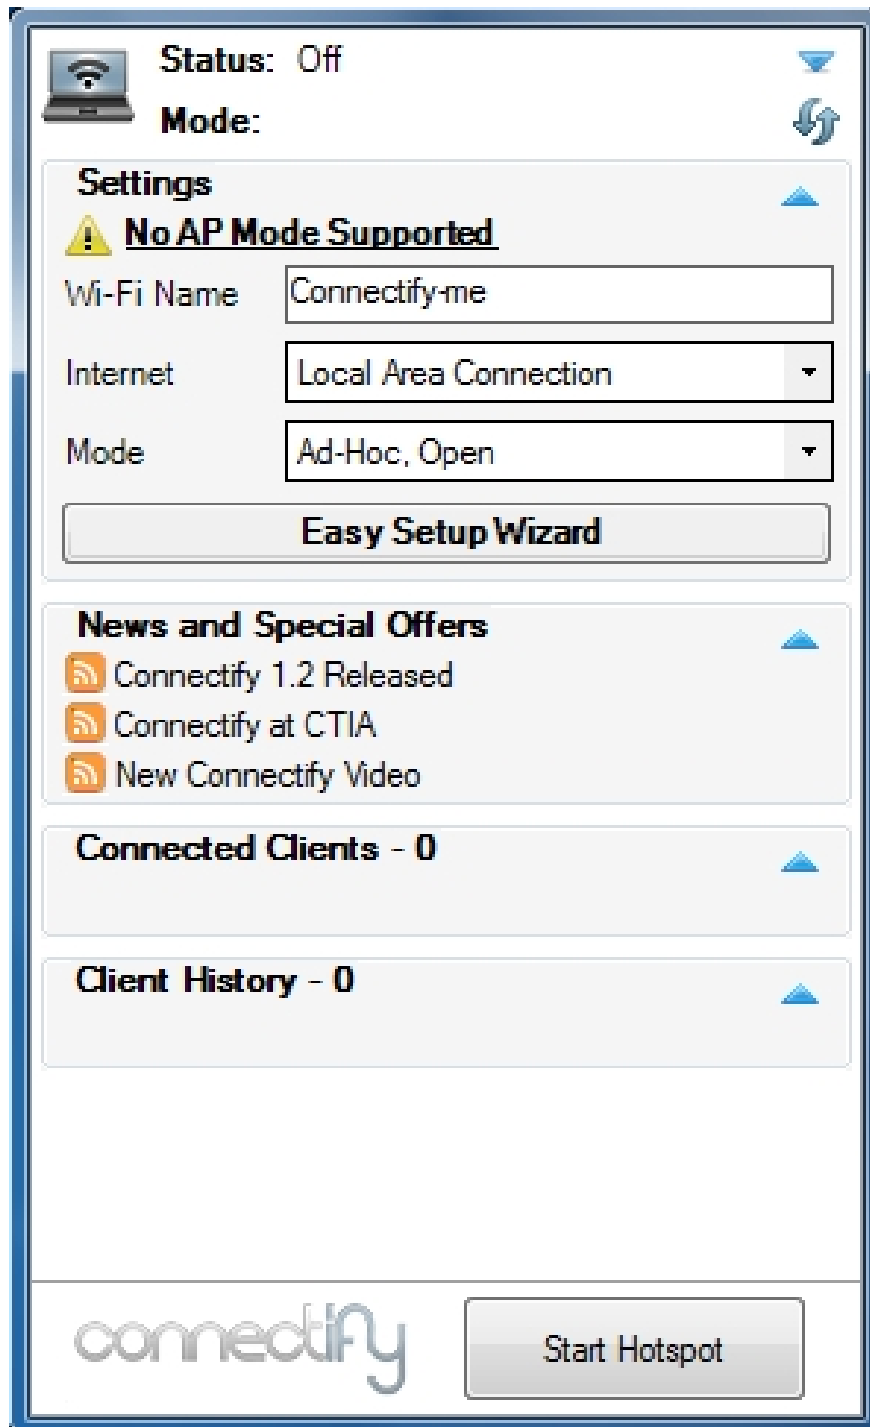 Status: Off
Mode:
Settings
No AP Mode Supported
Wi-Fi Name Connectify-me
Internet Local Area Connection
Mode Ad-Hoc, Open
Easy Setup Wizard
News and Special Offers
Connectify 1.2 Released
Connectify at CTIA
New Connectify Video
Connected Clients - 0
Client History - 0
connectify Start Hotspot